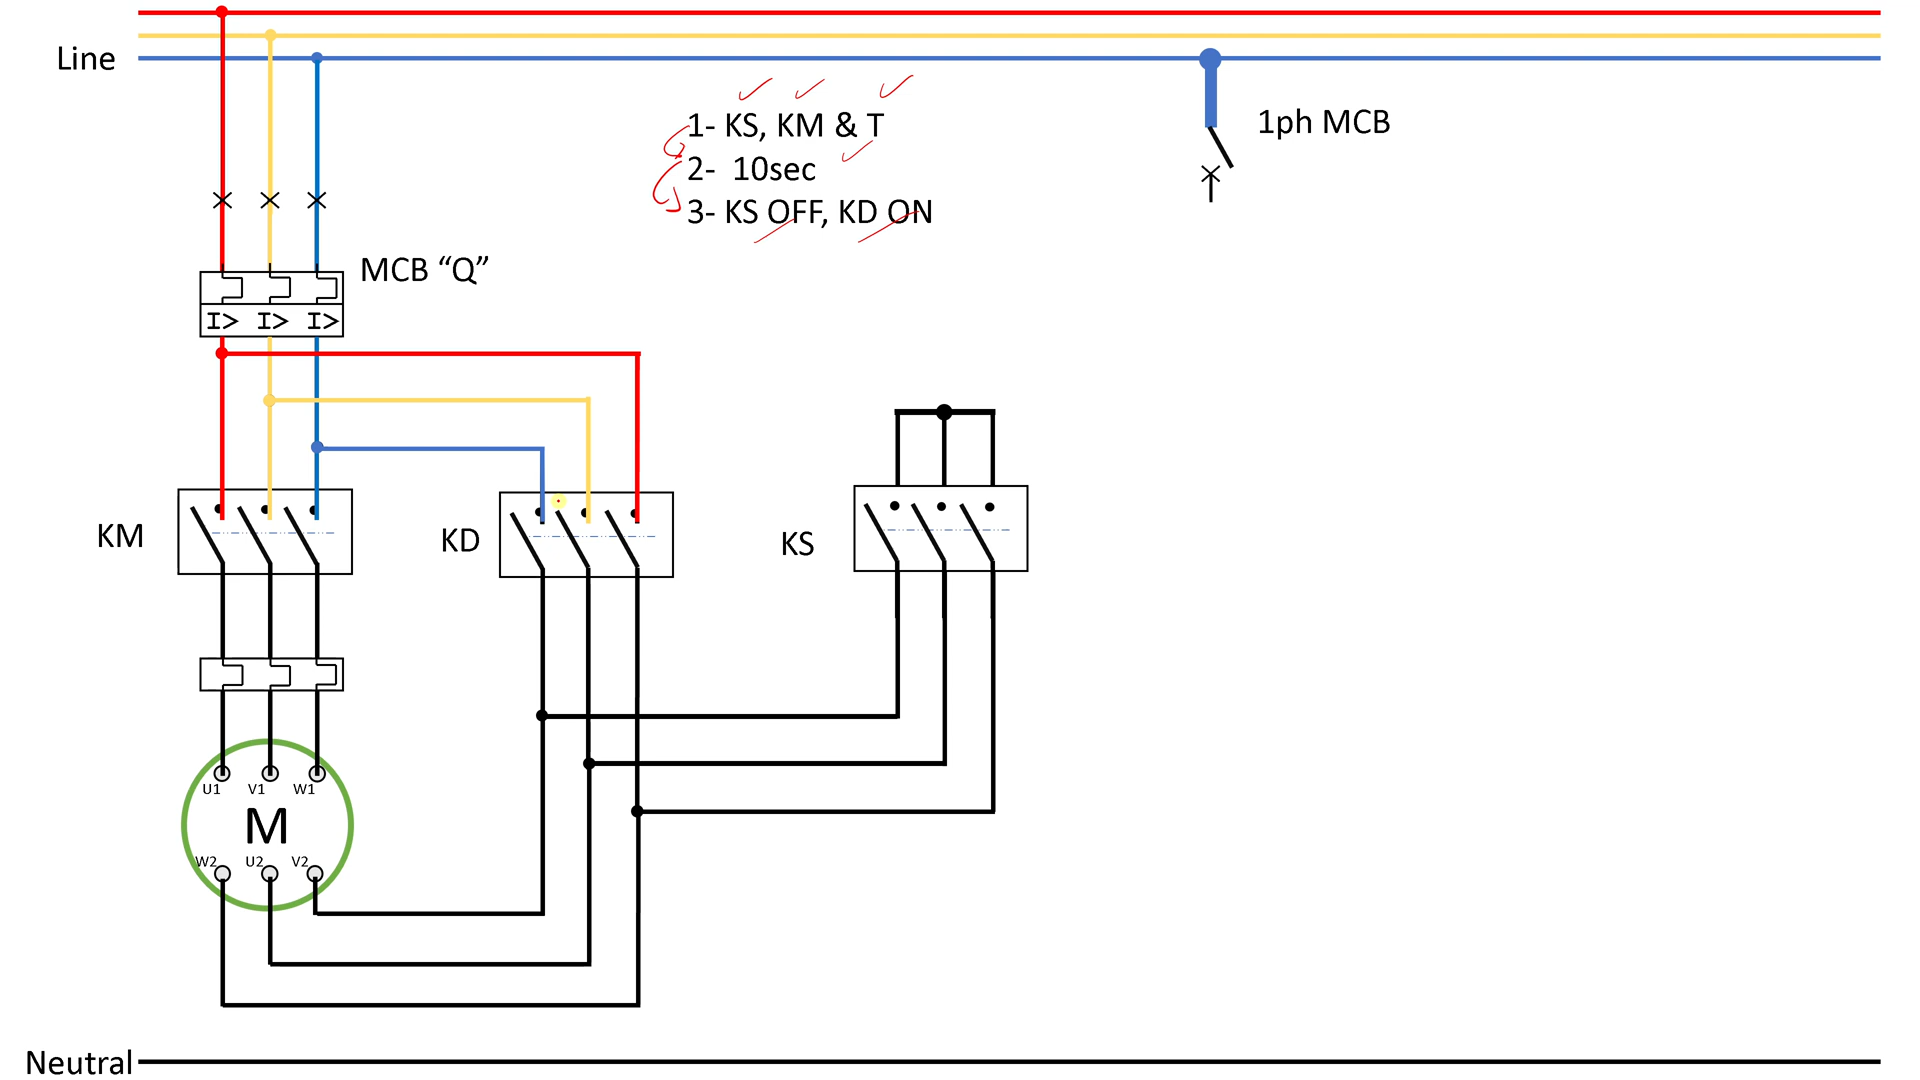 Line
1ph MCB
1- KS, KM & T
2- 10sec
3- KS OFF, KD ON
MCB “Q”
I> I> I>
KM
KD
KS
U1 V1 W1
M
W2 U2 V2
Neutral